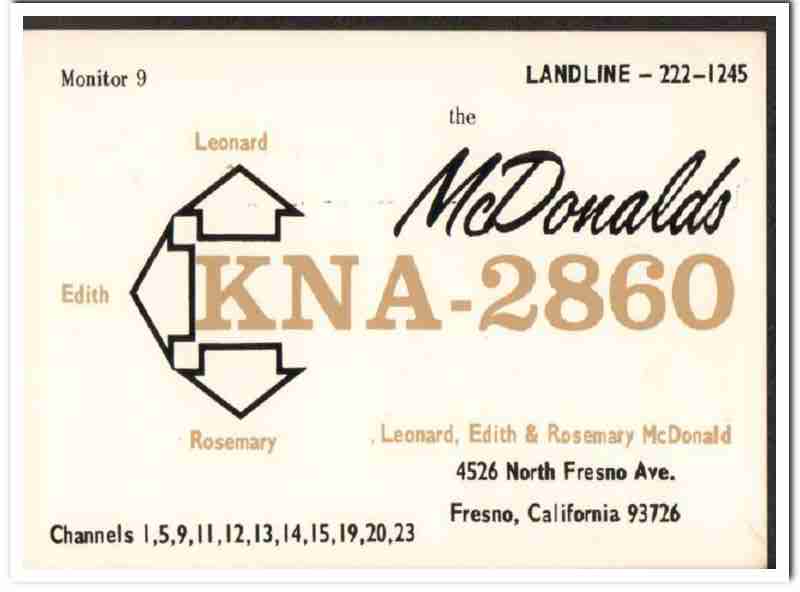 Monitor 9
LANDLINE - 222-1245
the
McDonalds
Leonard
Edith
KNA-2860
Rosemary
Leonard, Edith & Rosemary McDonald
4526 North Fresno Ave.
Fresno, California 93726
Channels 1,5,9,11,12,13,14,15,19,20,23